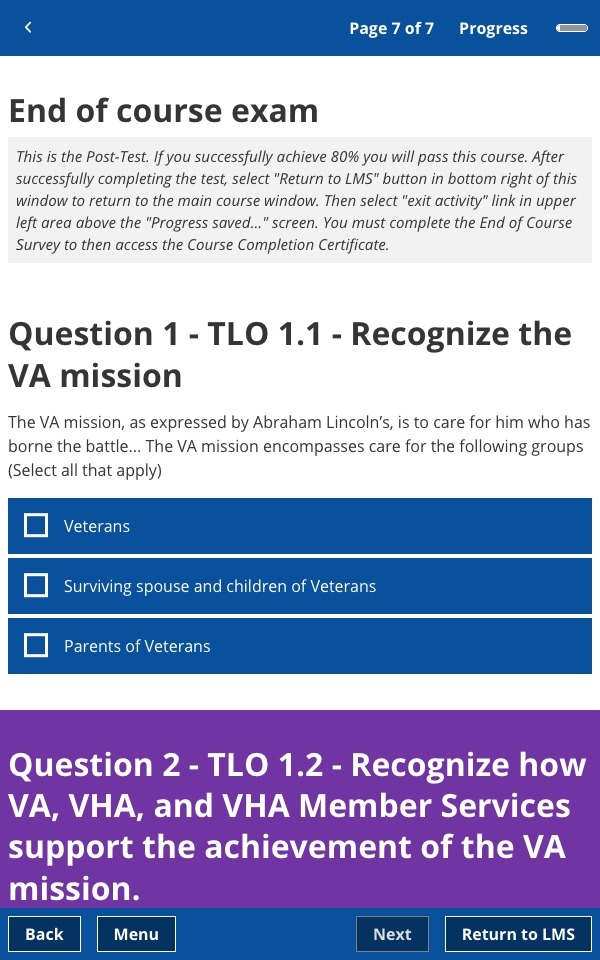 Page 7 of 7 Progress
End of course exam
This is the Post-Test. If you successfully achieve 80% you will pass this course. After
successfully completing the test, select "Return to LMS" button in bottom right of this
window to return to the main course window. Then select "exit activity" link in upper
left area above the "Progress saved..." screen. You must complete the End of Course
Survey to then access the Course Completion Certificate.
Question 1 - TLO 1.1 - Recognize the
VA mission
The VA mission, as expressed by Abraham Lincoln’s, is to care for him who has
borne the battle... The VA mission encompasses care for the following groups
(Select all that apply)
Veterans
Surviving spouse and children of Veterans
Parents of Veterans
Question 2 - TLO 1.2 - Recognize how
VA, VHA, and VHA Member Services
support the achievement of the VA
mission.
Back Menu Next Return to LMS